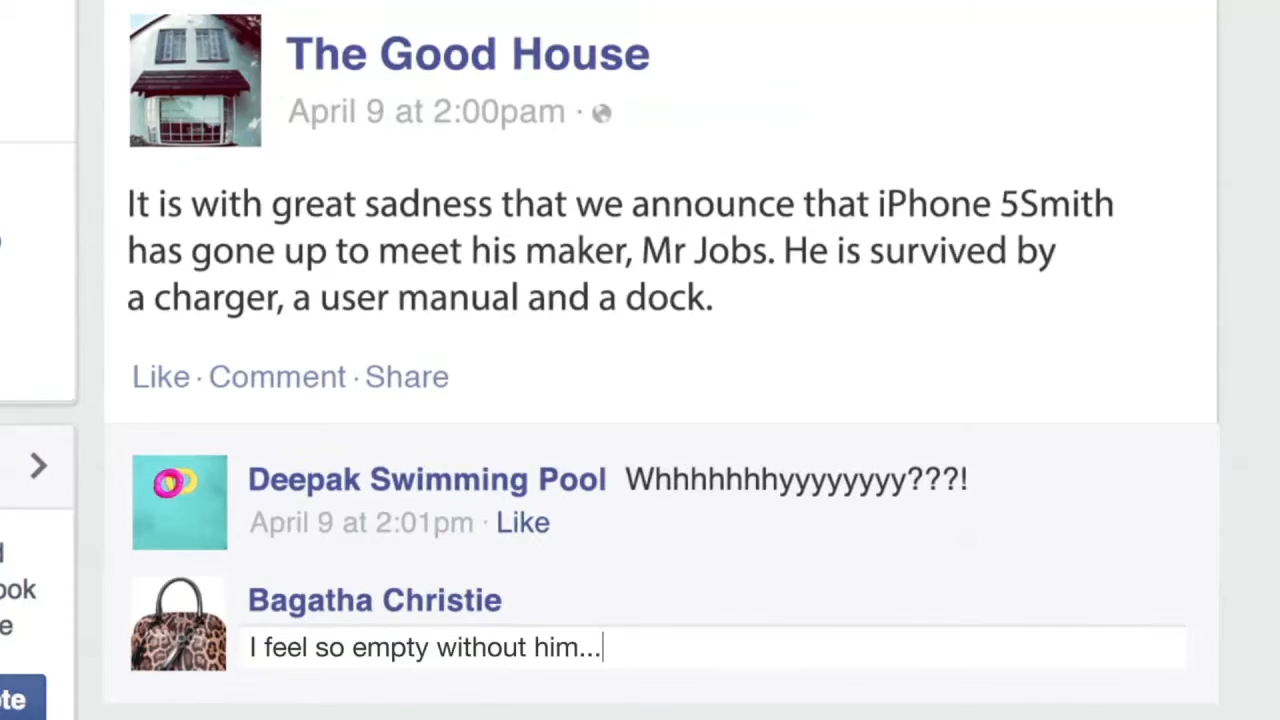 The Good House
April 9 at 2:00pam ·
It is with great sadness that we announce that iPhone 5Smith
has gone up to meet his maker, Mr Jobs. He is survived by
a charger, a user manual and a dock.
Like · Comment · Share
Deepak Swimming Pool Whhhhhhhyyyyyyyy???!
April 9 at 2:01pm · Like
Bagatha Christie
I feel so empty without him...